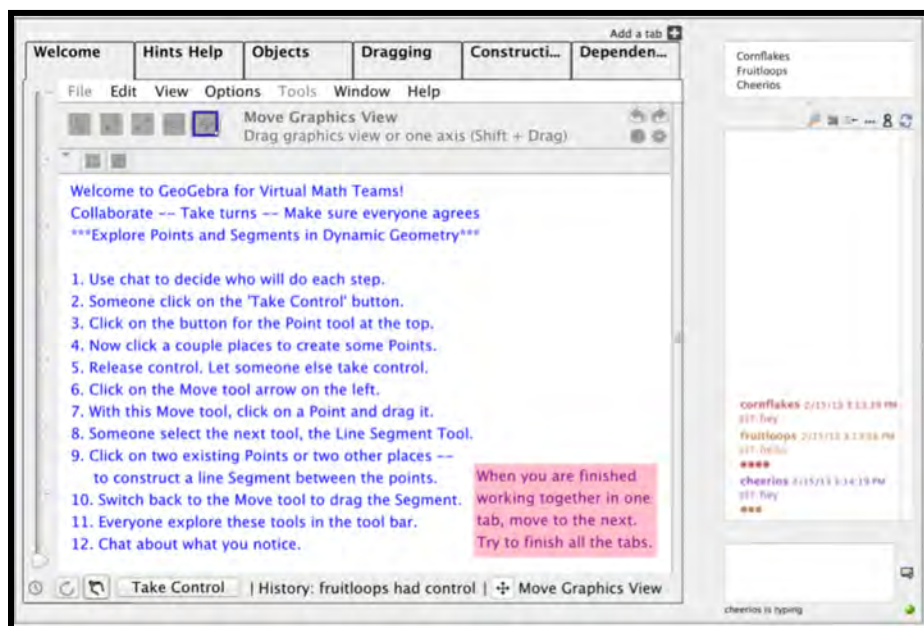 Add a tab
Welcome
Hints Help
Objects
Dragging
Constructi...
Dependen...
File Edit View Options Tools Window Help
Move Graphics View
Drag graphics view or one axis (Shift + Drag)
Welcome to GeoGebra for Virtual Math Teams!
Collaborate -- Take turns -- Make sure everyone agrees
***Explore Points and Segments in Dynamic Geometry***
1. Use chat to decide who will do each step.
2. Someone click on the 'Take Control' button.
3. Click on the button for the Point tool at the top.
4. Now click a couple places to create some Points.
5. Release control. Let someone else take control.
6. Click on the Move tool arrow on the left.
7. With this Move tool, click on a Point and drag it.
8. Someone select the next tool, the Line Segment Tool.
9. Click on two existing Points or two other places --
to construct a line Segment between the points.
10. Switch back to the Move tool to drag the Segment.
11. Everyone explore these tools in the tool bar.
12. Chat about what you notice.
When you are finished
working together in one
tab, move to the next.
Try to finish all the tabs.
Take Control | History: fruitloops had control | Move Graphics View
Cornflakes
Fruitloops
Cheerios
cornflakes
hey
fruitloops
hello
cheerios
hey
cheerios is typing